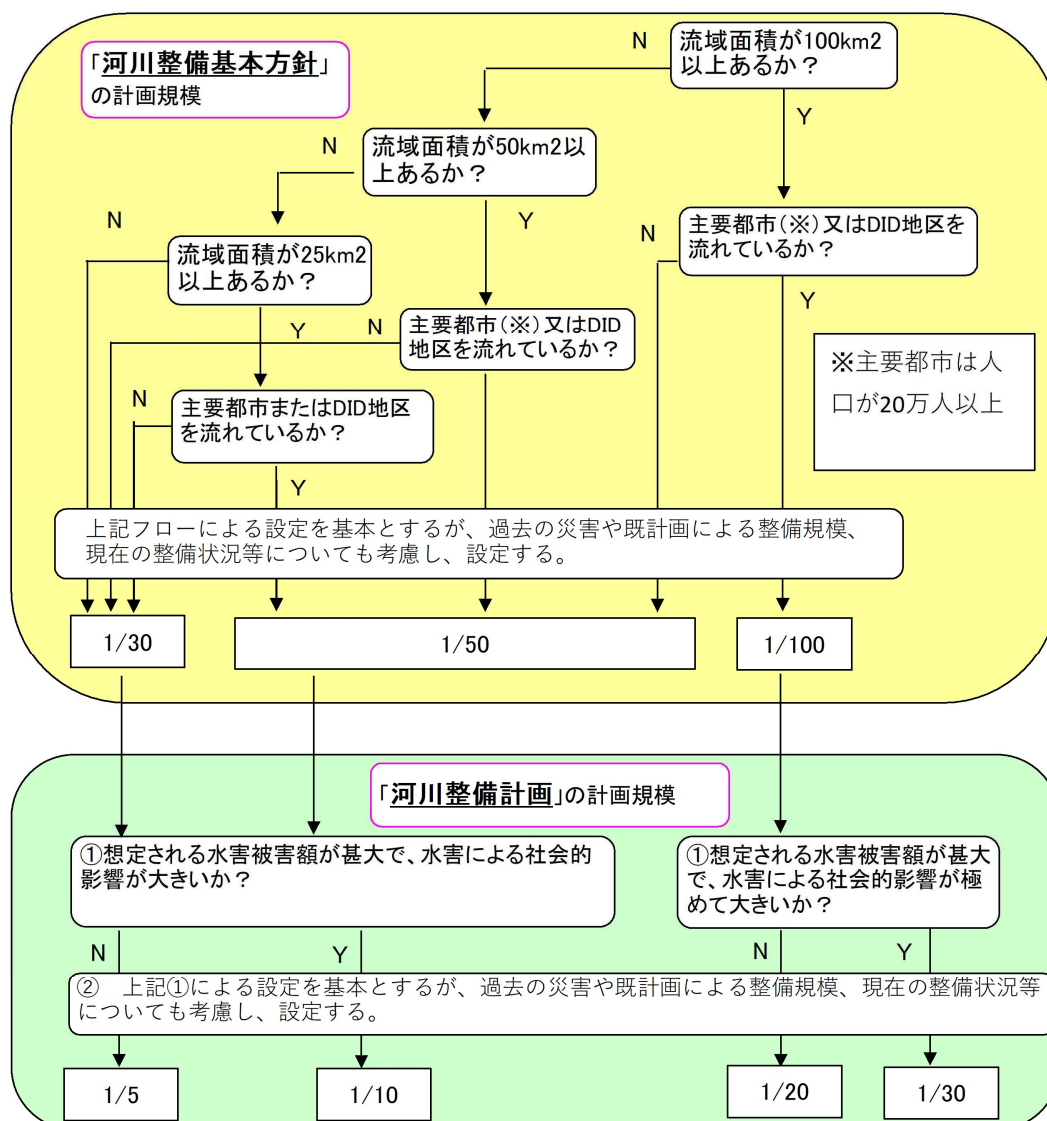 「河川整備基本方針」
の計画規模
N
流域面積が100km2
以上あるか？
Y
N
流域面積が50km2以
上あるか？
Y
N
流域面積が25km2
以上あるか？
N
主要都市(※)又はDID地区を
流れているか？
Y
Y
N
主要都市(※)又はDID
地区を流れているか？
※主要都市は人
口が20万人以上
N
主要都市またはDID地区
を流れているか？
Y
上記フローによる設定を基本とするが、過去の災害や既計画による整備規模、
現在の整備状況等についても考慮し、設定する。
1/30
1/50
1/100
「河川整備計画」の計画規模
①想定される水害被害額が甚大で、水害による社会的
影響が大きいか？
①想定される水害被害額が甚大
で、水害による社会的影響が極
めて大きいか？
N
Y
N
Y
②　上記①による設定を基本とするが、過去の災害や既計画による整備規模、現在の整備状況等
についても考慮し、設定する。
1/5
1/10
1/20
1/30